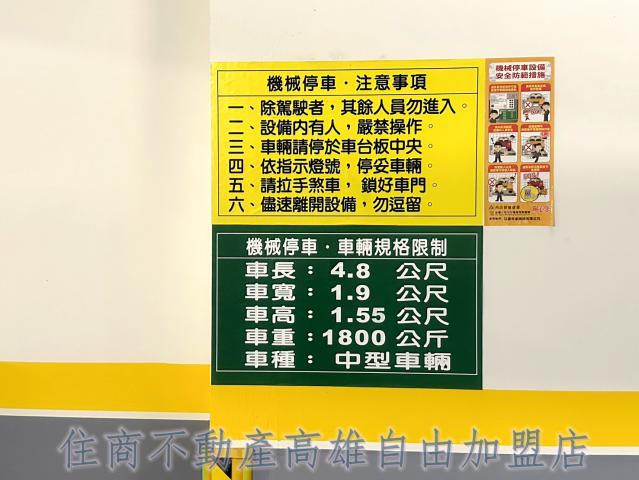 機械停車‧注意事項
一、除駕駛者，其餘人員勿進入。
二、設備內有人，嚴禁操作。
三、車輛請停於車台板中央。
四、依指示燈號，停妥車輛。
五、請拉手煞車，鎖好車門。
六、儘速離開設備，勿逗留。
機械停車設備
安全防範措施
機械停車‧車輛規格限制
車長：4.8 公尺
車寬：1.9 公尺
車高：1.55 公尺
車重：1800 公斤
車種：中型車輛
住商不動產高雄自由加盟店